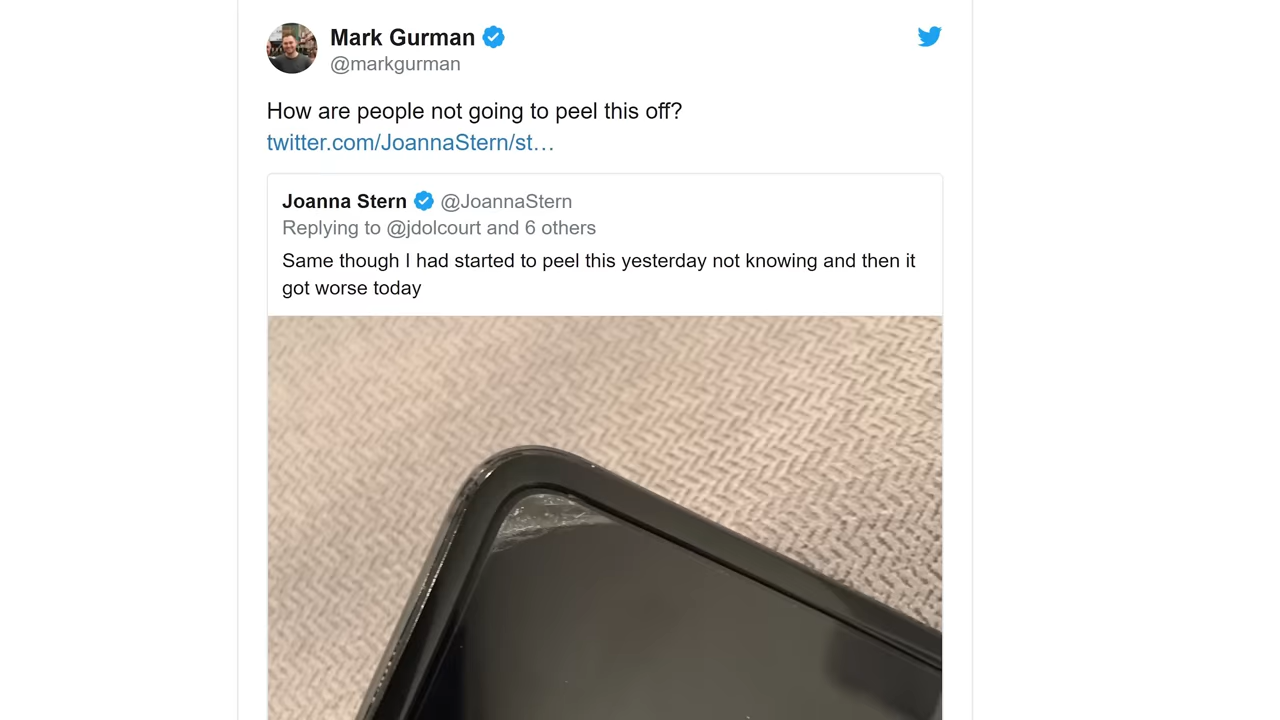 Mark Gurman
@markgurman
How are people not going to peel this off?
twitter.com/JoannaStern/st…
Joanna Stern @JoannaStern
Replying to @jdolcourt and 6 others
Same though I had started to peel this yesterday not knowing and then it
got worse today